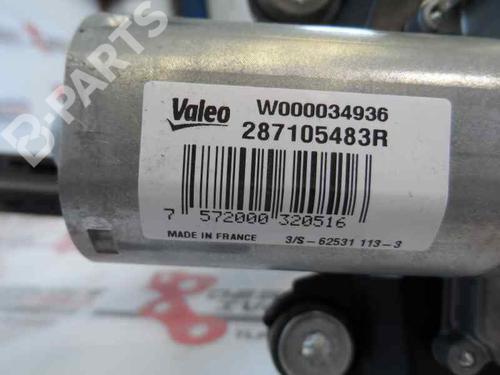 B-PARTS
Valeo W000034936
287105483R
7 572000 320516
MADE IN FRANCE 3/S - 62531 113-3